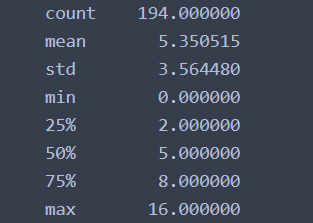 count 194.000000
mean 5.350515
std 3.564480
min 0.000000
25% 2.000000
50% 5.000000
75% 8.000000
max 16.000000